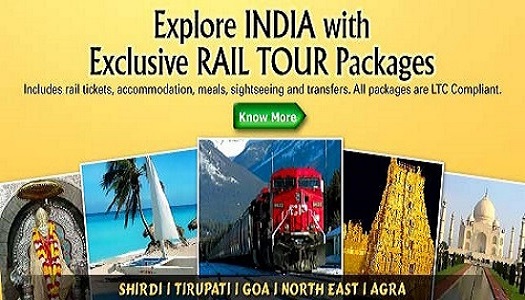 Explore INDIA with
Exclusive RAIL TOUR Packages
Includes rail tickets, accommodation, meals, sightseeing and transfers. All packages are LTC Compliant.
Know More
SHIRDI | TIRUPATI | GOA | NORTH EAST | AGRA